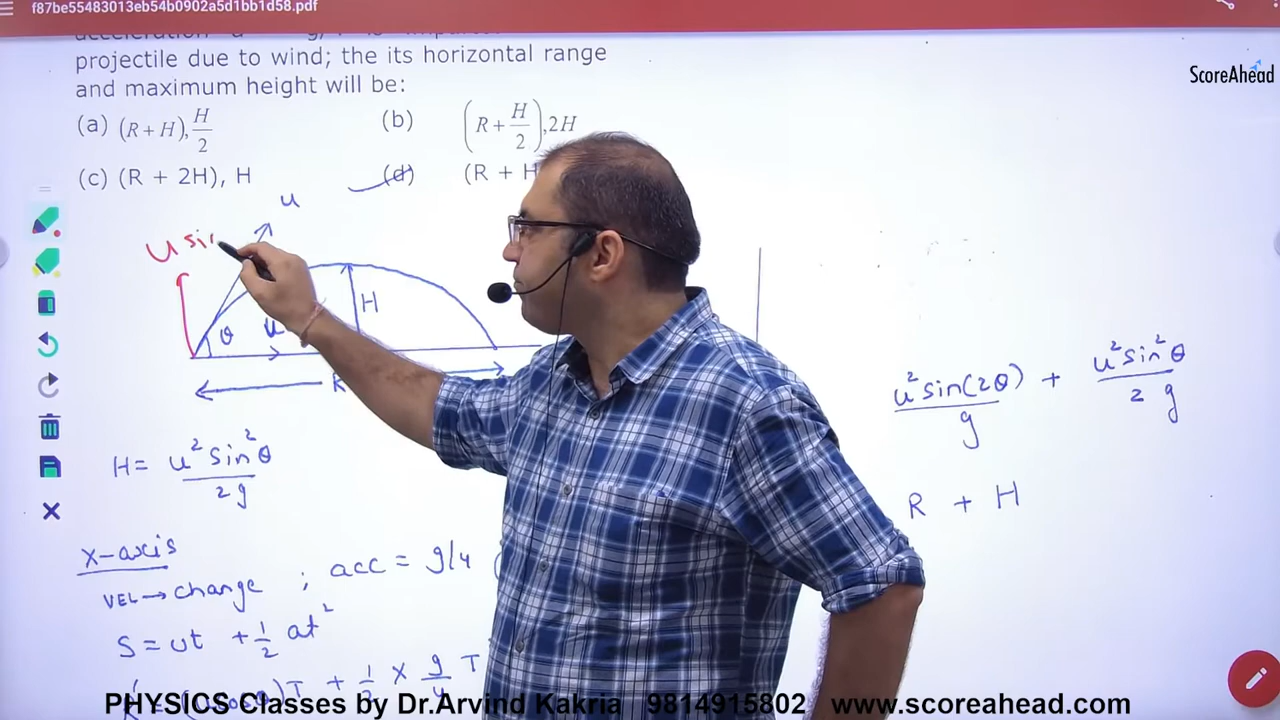 f87be55483013eb54b0902a5d1bb1d58.pdf
projectile due to wind; the its horizontal range
and maximum height will be:
ScoreAhead
(a) (R+H), H/2
(b) (R+H/2), 2H
(c) (R + 2H), H
(d) (R + H
u
u sin
θ
H
R
u² sin(2θ)/g + u² sin²θ/2g
H = u² sin²θ/2g
R + H
x-axis
VEL → change ; acc = g/4
S = ut + 1/2 at²
PHYSICS Classes by Dr.Arvind Kakria 9814915802 www.scoreahead.com